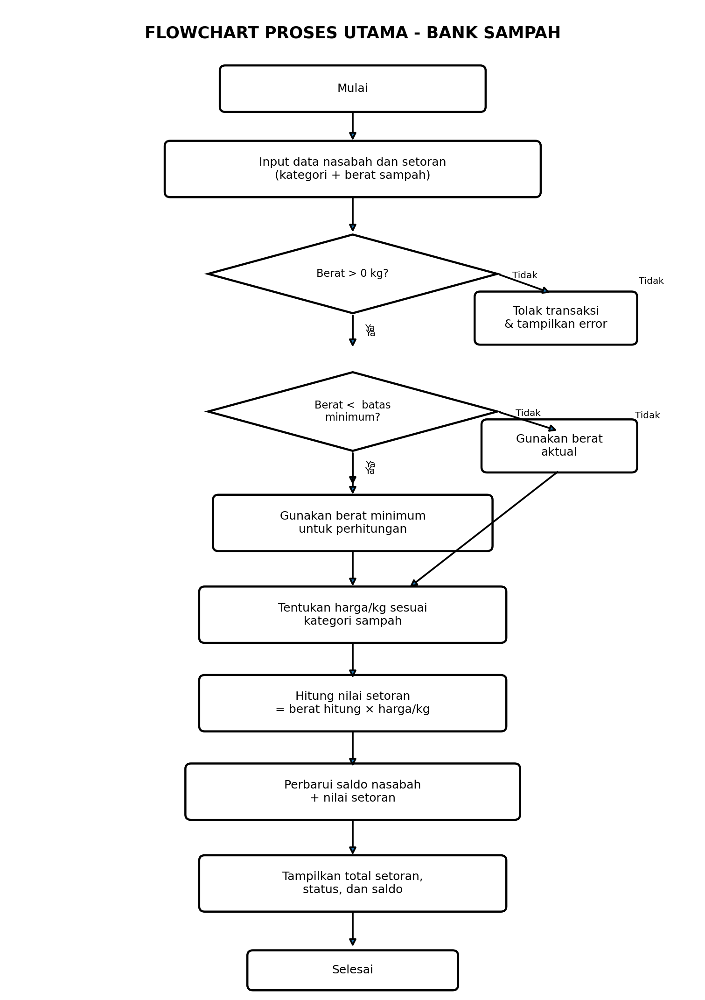 FLOWCHART PROSES UTAMA - BANK SAMPAH
Mulai
Input data nasabah dan setoran
(kategori + berat sampah)
Berat > 0 kg?
Tidak
Tidak
Tolak transaksi
& tampilkan error
Ya
Ya
Berat <  batas
minimum?
Tidak
Tidak
Gunakan berat
aktual
Ya
Ya
Gunakan berat minimum
untuk perhitungan
Tentukan harga/kg sesuai
kategori sampah
Hitung nilai setoran
= berat hitung × harga/kg
Perbarui saldo nasabah
+ nilai setoran
Tampilkan total setoran,
status, dan saldo
Selesai